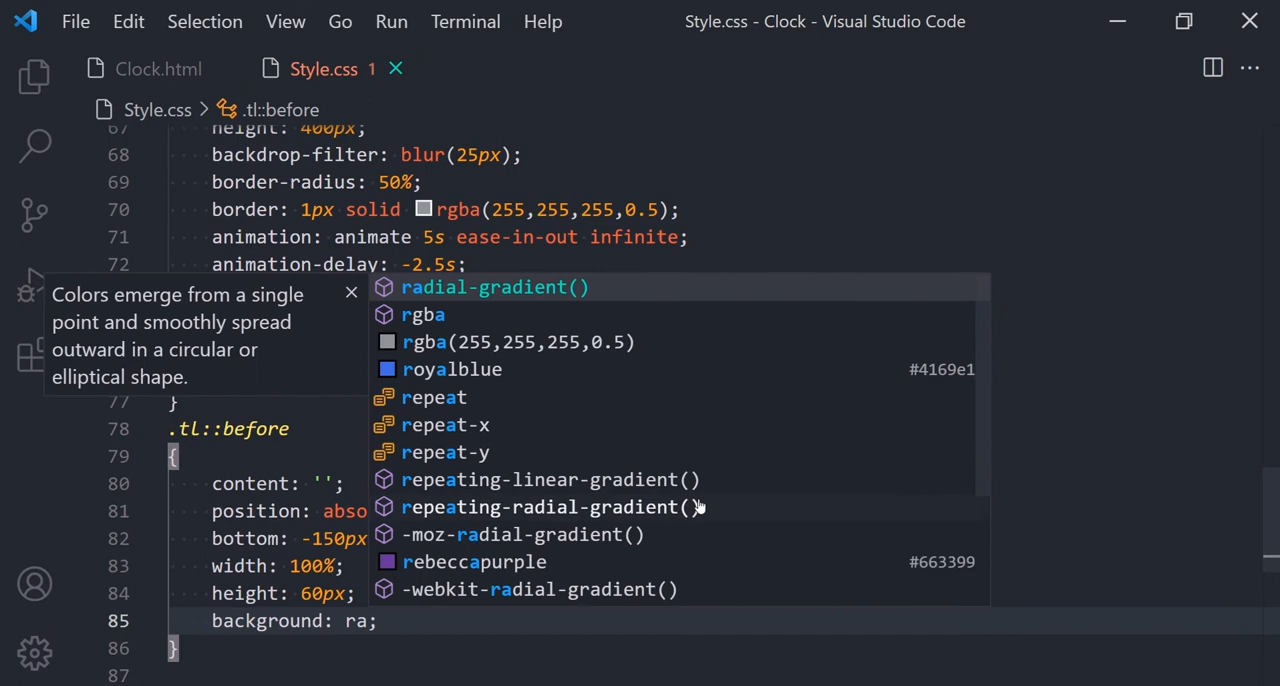 File Edit Selection View Go Run Terminal Help Style.css - Clock - Visual Studio Code
Clock.html Style.css 1
Style.css > .tl::before
67 height: 400px;
68 backdrop-filter: blur(25px);
69 border-radius: 50%;
70 border: 1px solid rgba(255,255,255,0.5);
71 animation: animate 5s ease-in-out infinite;
72 animation-delay: -2.5s;
Colors emerge from a single
point and smoothly spread
outward in a circular or
elliptical shape.
radial-gradient()
rgba
rgba(255,255,255,0.5)
royalblue #4169e1
repeat
repeat-x
repeat-y
repeating-linear-gradient()
repeating-radial-gradient()
-moz-radial-gradient()
rebeccapurple #663399
-webkit-radial-gradient()
77 }
78 .tl::before
79 {
80 content: '';
81 position: abso
82 bottom: -150px
83 width: 100%;
84 height: 60px;
85 background: ra;
86 }
87